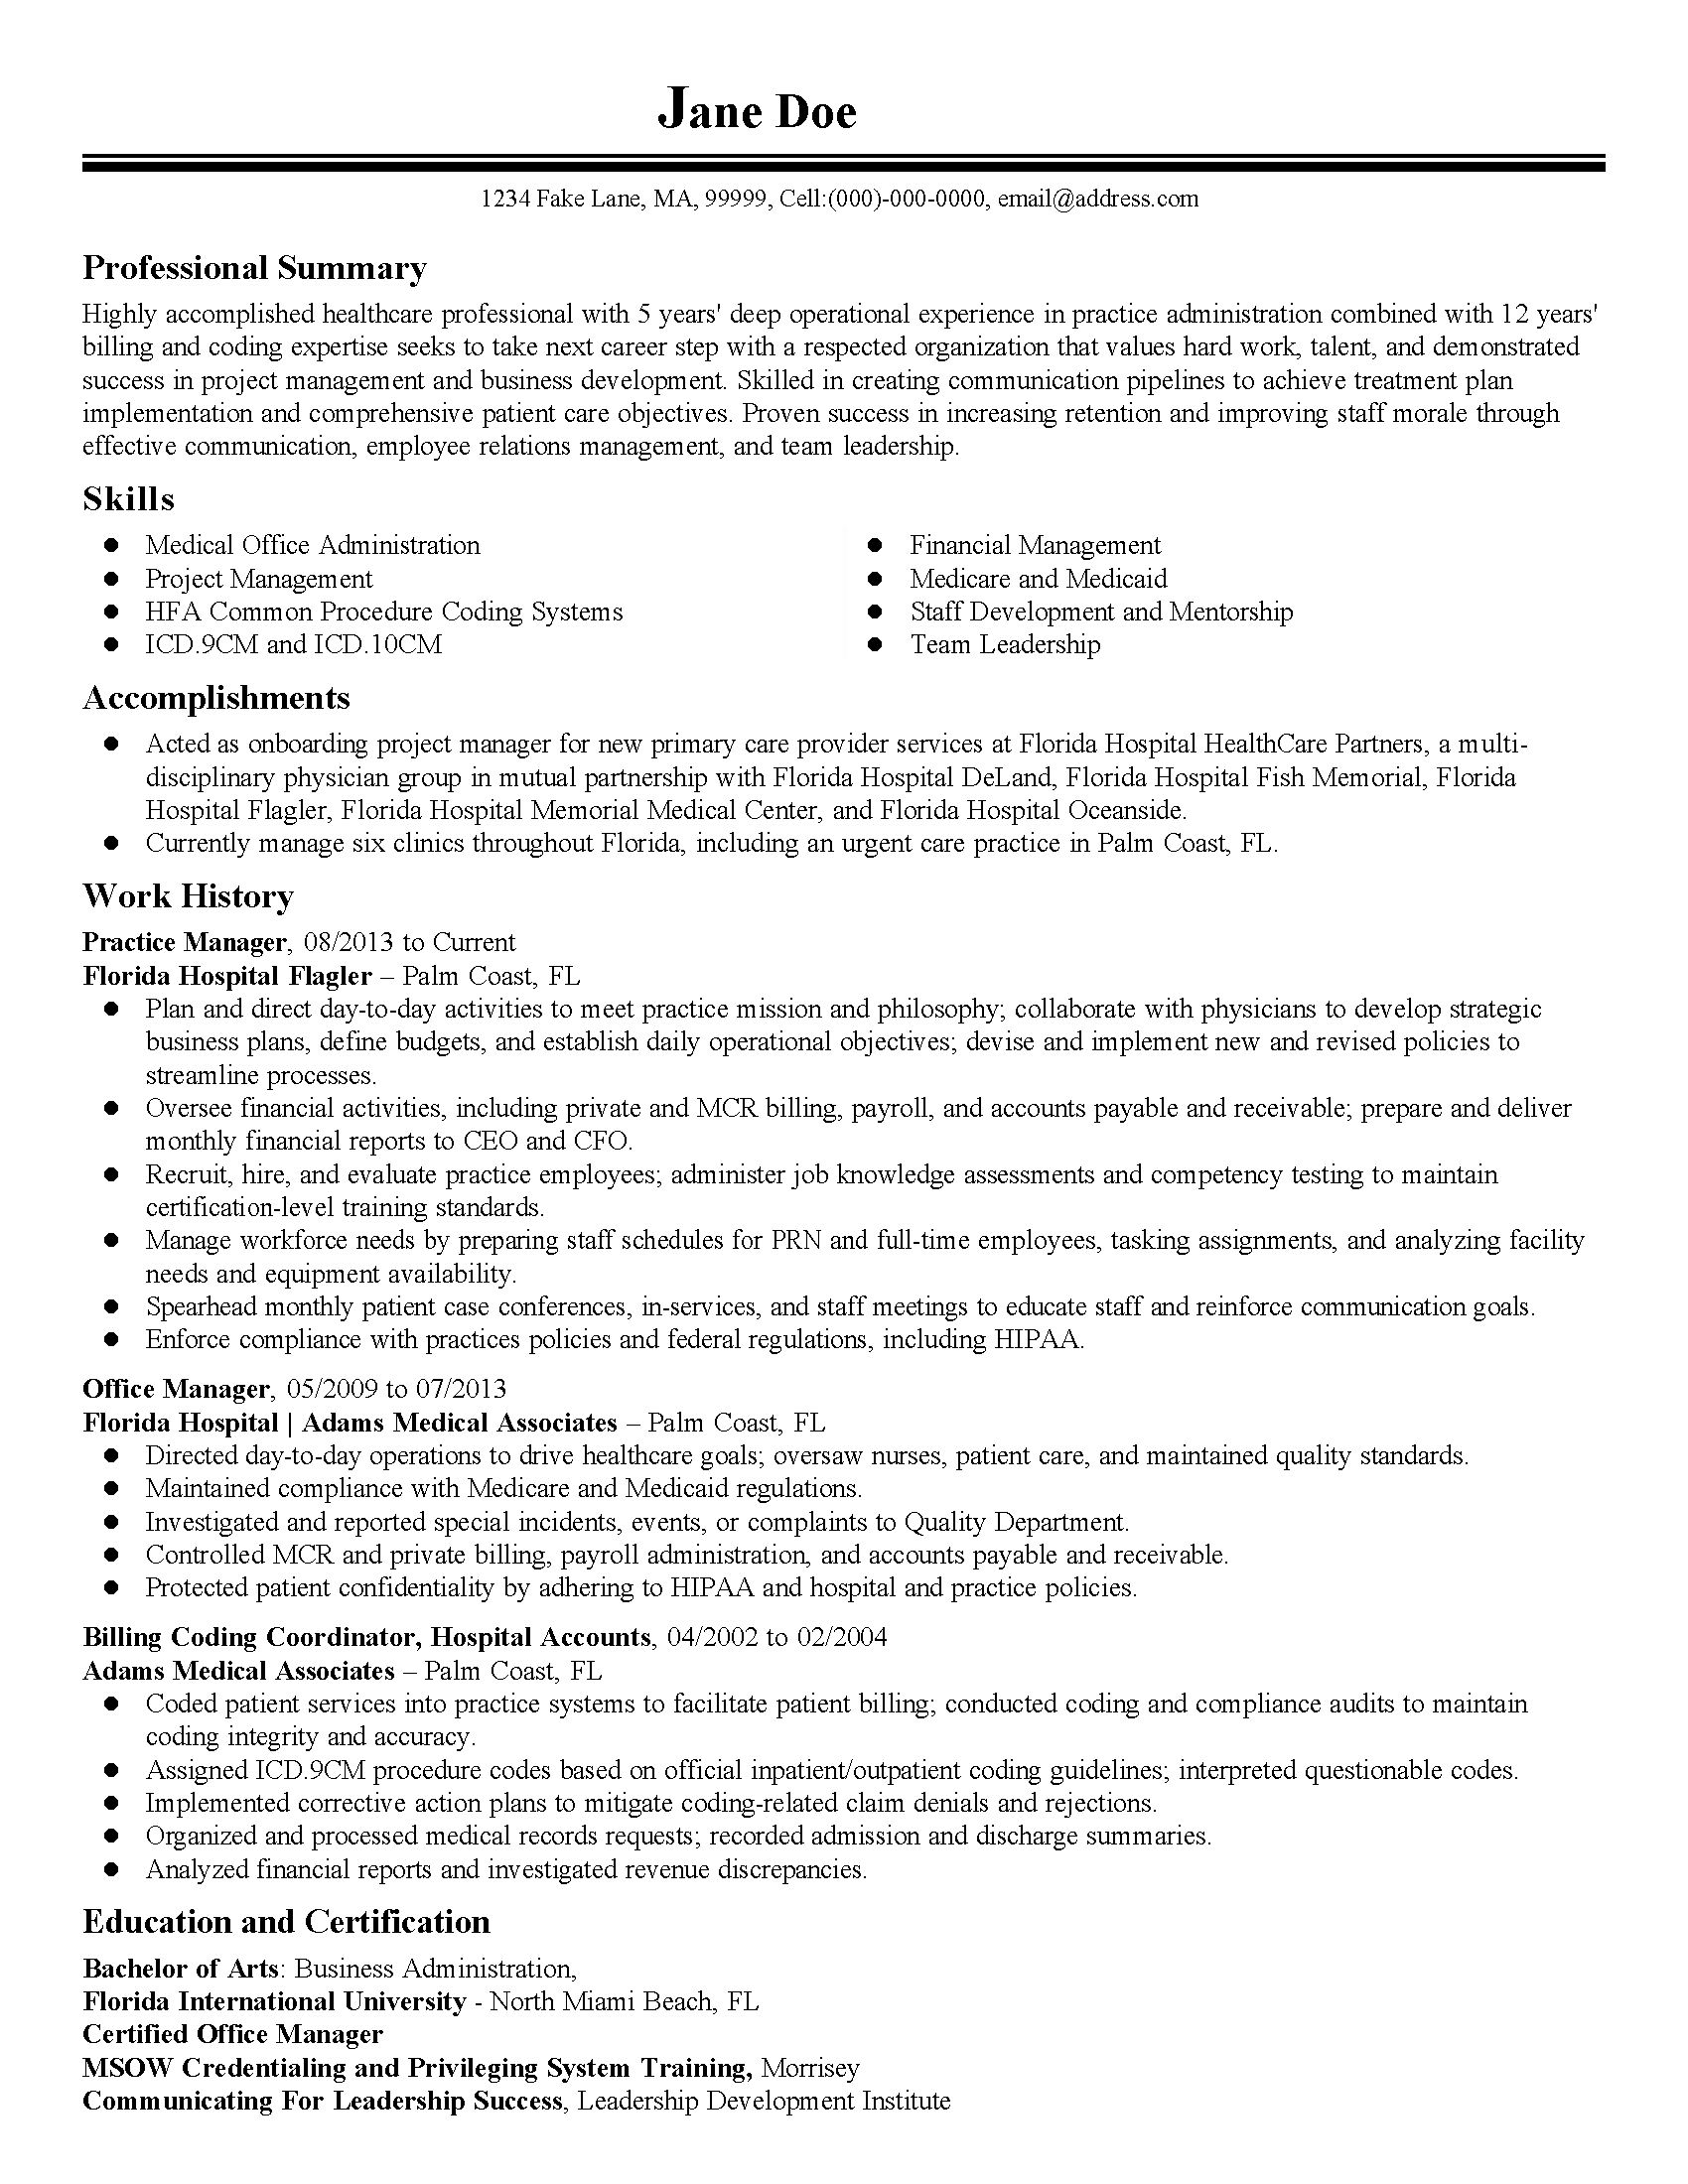 Jane Doe
1234 Fake Lane, MA, 99999, Cell:(000)-000-0000, email@address.com
Professional Summary
Highly accomplished healthcare professional with 5 years' deep operational experience in practice administration combined with 12 years'
billing and coding expertise seeks to take next career step with a respected organization that values hard work, talent, and demonstrated
success in project management and business development. Skilled in creating communication pipelines to achieve treatment plan
implementation and comprehensive patient care objectives. Proven success in increasing retention and improving staff morale through
effective communication, employee relations management, and team leadership.
Skills
● Medical Office Administration
● Project Management
● HFA Common Procedure Coding Systems
● ICD.9CM and ICD.10CM
● Financial Management
● Medicare and Medicaid
● Staff Development and Mentorship
● Team Leadership
Accomplishments
● Acted as onboarding project manager for new primary care provider services at Florida Hospital HealthCare Partners, a multi-
disciplinary physician group in mutual partnership with Florida Hospital DeLand, Florida Hospital Fish Memorial, Florida
Hospital Flagler, Florida Hospital Memorial Medical Center, and Florida Hospital Oceanside.
● Currently manage six clinics throughout Florida, including an urgent care practice in Palm Coast, FL.
Work History
Practice Manager, 08/2013 to Current
Florida Hospital Flagler – Palm Coast, FL
● Plan and direct day-to-day activities to meet practice mission and philosophy; collaborate with physicians to develop strategic
business plans, define budgets, and establish daily operational objectives; devise and implement new and revised policies to
streamline processes.
● Oversee financial activities, including private and MCR billing, payroll, and accounts payable and receivable; prepare and deliver
monthly financial reports to CEO and CFO.
● Recruit, hire, and evaluate practice employees; administer job knowledge assessments and competency testing to maintain
certification-level training standards.
● Manage workforce needs by preparing staff schedules for PRN and full-time employees, tasking assignments, and analyzing facility
needs and equipment availability.
● Spearhead monthly patient case conferences, in-services, and staff meetings to educate staff and reinforce communication goals.
● Enforce compliance with practices policies and federal regulations, including HIPAA.
Office Manager, 05/2009 to 07/2013
Florida Hospital | Adams Medical Associates – Palm Coast, FL
● Directed day-to-day operations to drive healthcare goals; oversaw nurses, patient care, and maintained quality standards.
● Maintained compliance with Medicare and Medicaid regulations.
● Investigated and reported special incidents, events, or complaints to Quality Department.
● Controlled MCR and private billing, payroll administration, and accounts payable and receivable.
● Protected patient confidentiality by adhering to HIPAA and hospital and practice policies.
Billing Coding Coordinator, Hospital Accounts, 04/2002 to 02/2004
Adams Medical Associates – Palm Coast, FL
● Coded patient services into practice systems to facilitate patient billing; conducted coding and compliance audits to maintain
coding integrity and accuracy.
● Assigned ICD.9CM procedure codes based on official inpatient/outpatient coding guidelines; interpreted questionable codes.
● Implemented corrective action plans to mitigate coding-related claim denials and rejections.
● Organized and processed medical records requests; recorded admission and discharge summaries.
● Analyzed financial reports and investigated revenue discrepancies.
Education and Certification
Bachelor of Arts: Business Administration,
Florida International University - North Miami Beach, FL
Certified Office Manager
MSOW Credentialing and Privileging System Training, Morrisey
Communicating For Leadership Success, Leadership Development Institute